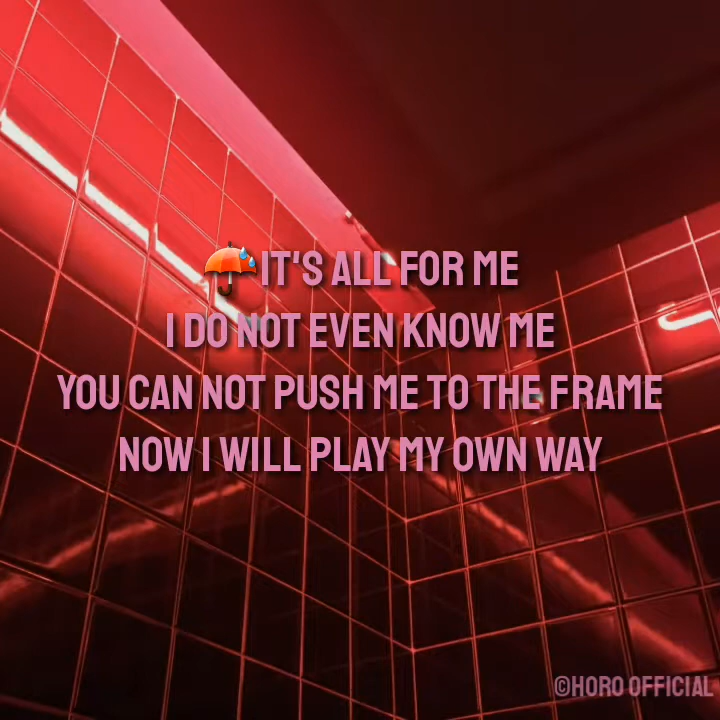 ☔IT'S ALL FOR ME
I DO NOT EVEN KNOW ME
YOU CAN NOT PUSH ME TO THE FRAME
NOW I WILL PLAY MY OWN WAY
©HORO OFFICIAL